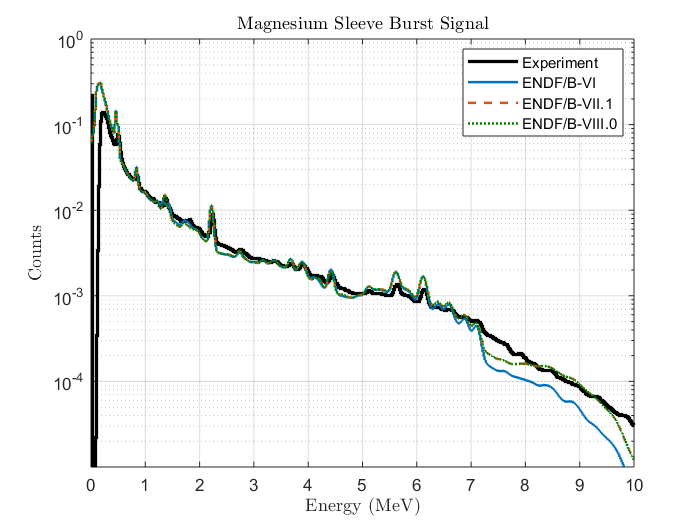 Magnesium Sleeve Burst Signal
10^0
10^-1
10^-2
10^-3
10^-4
Counts
Experiment
ENDF/B-VI
ENDF/B-VII.1
ENDF/B-VIII.0
0 1 2 3 4 5 6 7 8 9 10
Energy (MeV)